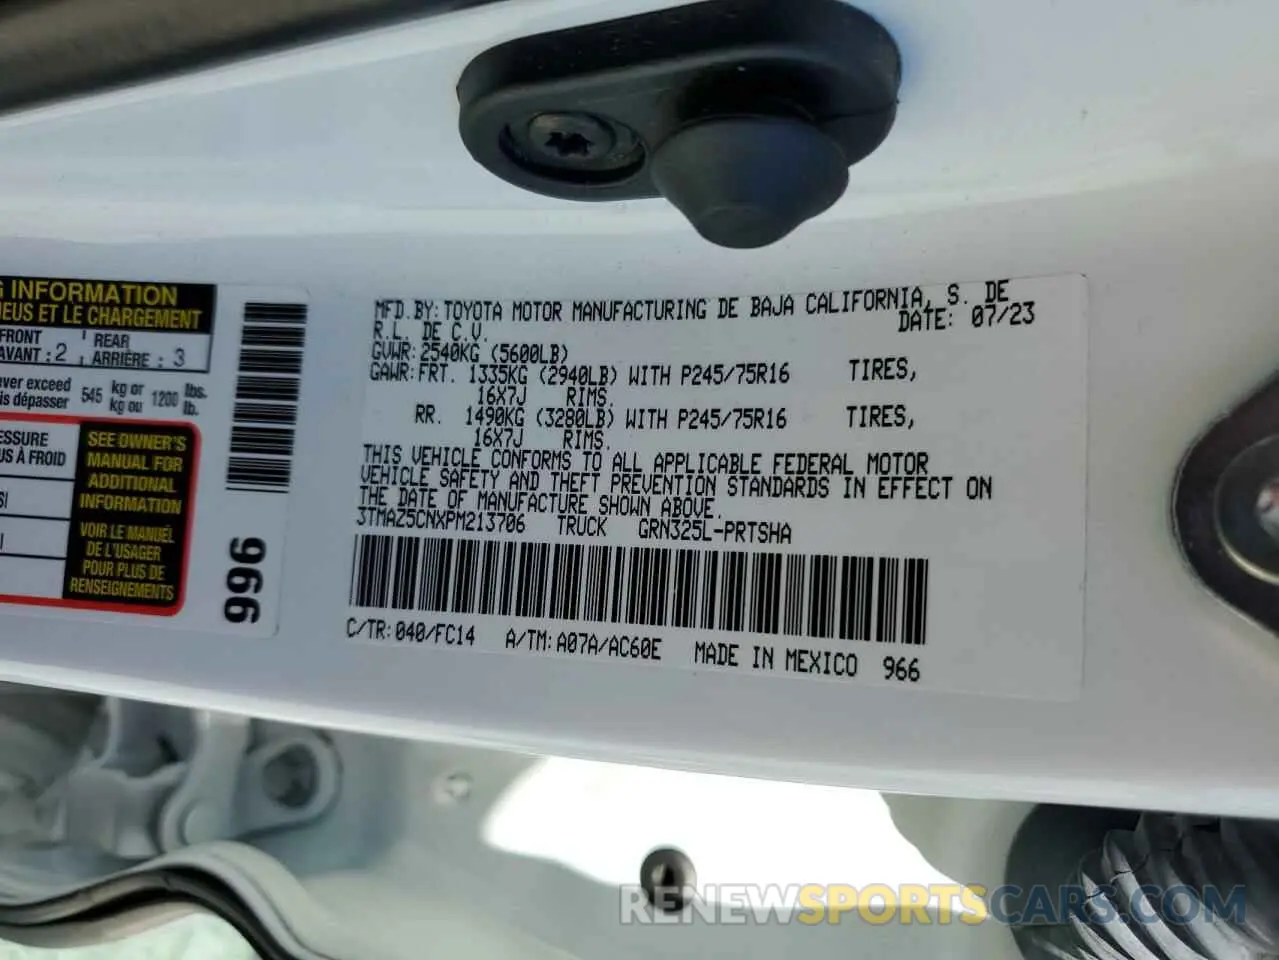 G INFORMATION
NEUS ET LE CHARGEMENT
FRONT
AVANT : 2
REAR
ARRIÈRE : 3
ever exceed 545 kg or 1200 lbs.
is dépasser kg ou lb.
ESSURE
US À FROID
SI
I
SEE OWNER'S
MANUAL FOR
ADDITIONAL
INFORMATION
VOIR LE MANUEL
DE L'USAGER
POUR PLUS DE
RENSEIGNEMENTS
996
MFD. BY: TOYOTA MOTOR MANUFACTURING DE BAJA CALIFORNIA, S. DE
R.L. DE C.V. DATE: 07/23
GVWR: 2540KG (5600LB)
GAWR: FRT. 1335KG (2940LB) WITH P245/75R16 TIRES,
16X7J RIMS.
RR. 1490KG (3280LB) WITH P245/75R16 TIRES,
16X7J RIMS.
THIS VEHICLE CONFORMS TO ALL APPLICABLE FEDERAL MOTOR
VEHICLE SAFETY AND THEFT PREVENTION STANDARDS IN EFFECT ON
THE DATE OF MANUFACTURE SHOWN ABOVE.
3TMAZ5CNXPM213706 TRUCK GRN325L-PRTSHA
C/TR: 040/FC14 A/TM: A07A/AC60E MADE IN MEXICO 966
RENEWSPORTSCARS.COM